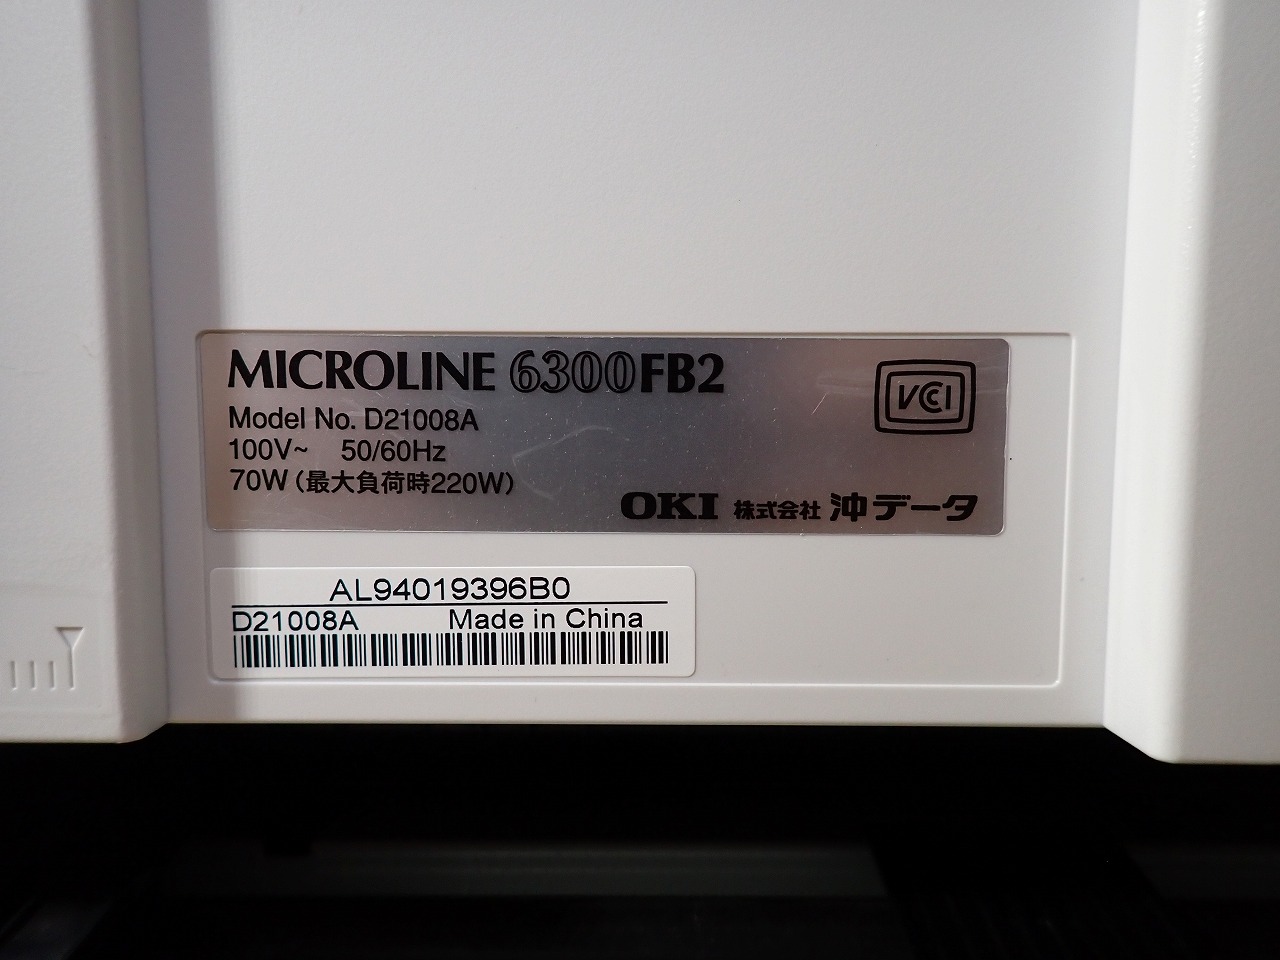 MICROLINE 6300FB2
Model No. D21008A
100V~ 50/60Hz
70W（最大負荷時220W）
VCCI
OKI 株式会社 沖データ
AL94019396B0
D21008A Made in China